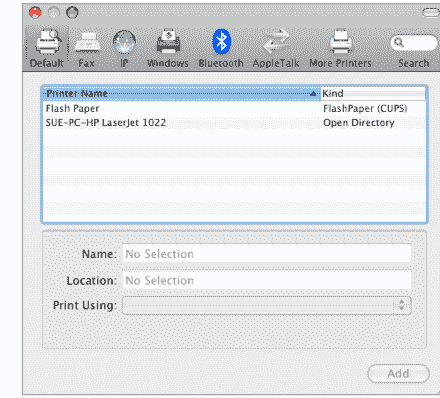 Default Fax IP Windows Bluetooth AppleTalk More Printers Search
Printer Name Kind
Flash Paper FlashPaper (CUPS)
SUE-PC-HP LaserJet 1022 Open Directory
Name: No Selection
Location: No Selection
Print Using:
Add